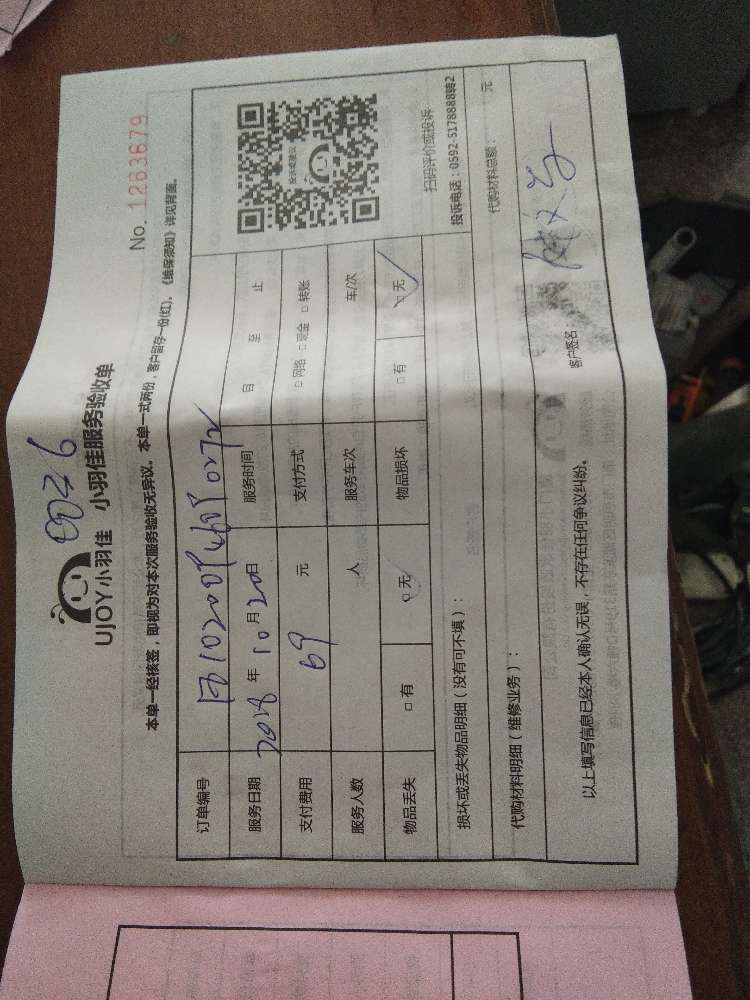 0026
No. 1263679
UJOY小羽佳 小羽佳服务验收单
本单一经核签，即视为对本次服务验收无异议，本单一式两份，客户留存一份(红)，《维保须知》详见背面。
订单编号
服务日期 2018 年 10 月 20 日 服务时间 自 至 止
支付费用 69 元 支付方式 □ 网络 □ 现金 □ 转账
服务人数 人 服务车次 车/次
物品丢失 □ 有 □ 无 物品损坏 □ 有 □ 无
扫码评价或投诉
投诉电话：0592-5178888转2
损坏或丢失物品明细（没有可不填）：
代购材料明细（维修业务）： 代购材料总额： 元
以上填写信息已经本人确认无误，不存在任何争议纠纷。 客户签名：